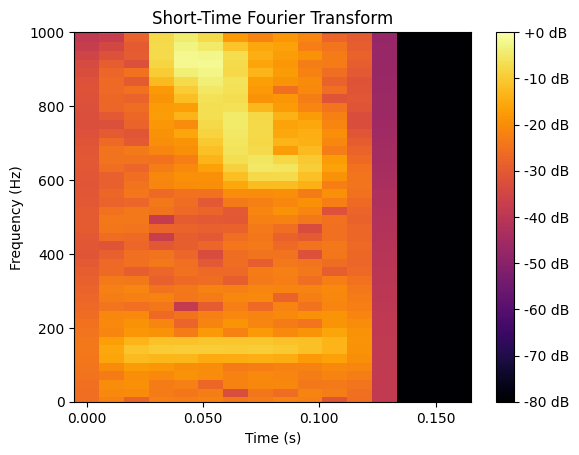 Short-Time Fourier Transform
1000
800
600
400
200
0
Frequency (Hz)
0.000
0.050
0.100
0.150
Time (s)
+0 dB
-10 dB
-20 dB
-30 dB
-40 dB
-50 dB
-60 dB
-70 dB
-80 dB